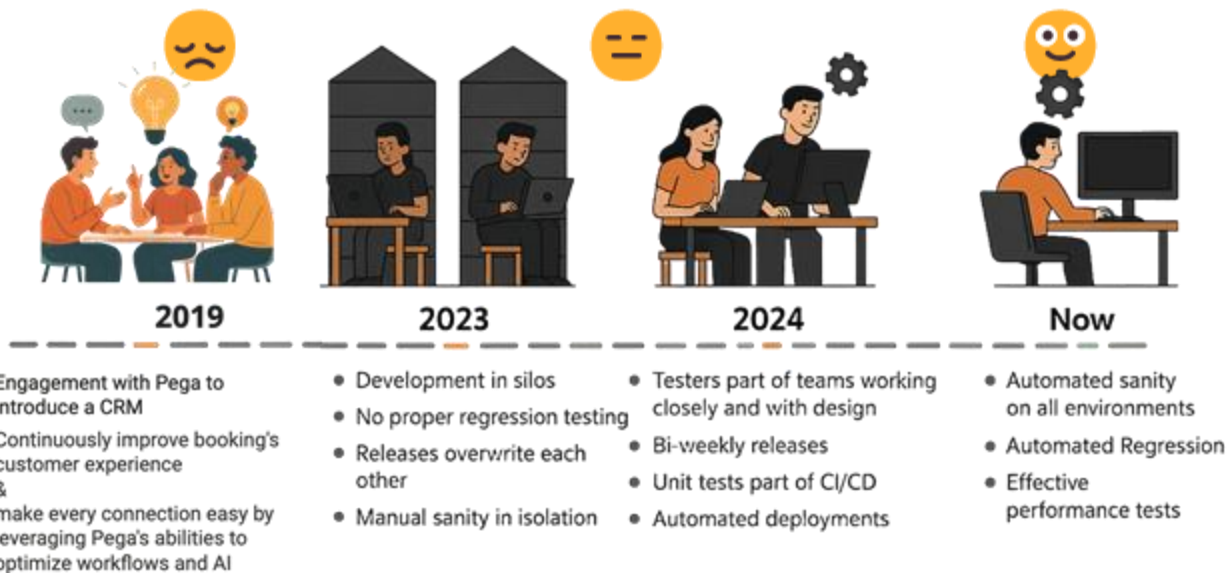 2019
ngagement with Pega to
ntroduce a CRM
Continuously improve booking's
customer experience
&
make every connection easy by
everaging Pega's abilities to
optimize workflows and AI
2023
Development in silos
No proper regression testing
Releases overwrite each
other
Manual sanity in isolation
2024
Testers part of teams working
closely and with design
Bi-weekly releases
Unit tests part of CI/CD
Automated deployments
Now
Automated sanity
on all environments
Automated Regression
Effective
performance tests